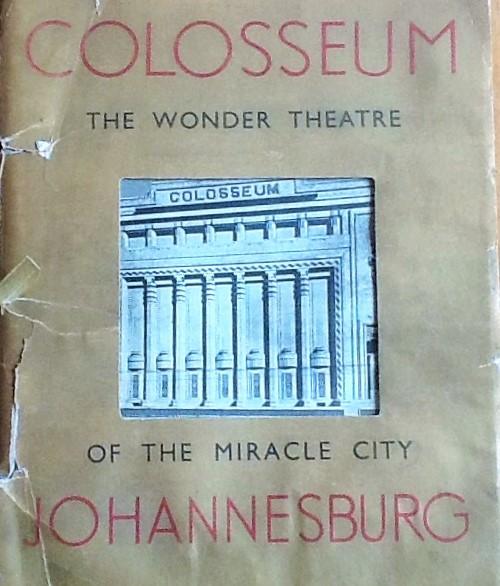 COLOSSEUM
THE WONDER THEATRE
COLOSSEUM
OF THE MIRACLE CITY
JOHANNESBURG